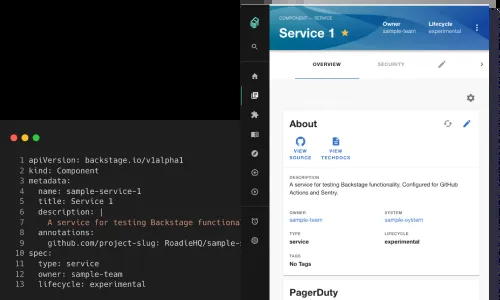 COMPONENT — SERVICE
Service 1
Owner
sample-team
Lifecycle
experimental
OVERVIEW
SECURITY
About
VIEW SOURCE
VIEW TECHDOCS
DESCRIPTION
A service for testing Backstage functionality. Configured for GitHub
Actions and Sentry.
OWNER
sample-team
SYSTEM
sample-system
TYPE
service
LIFECYCLE
experimental
TAGS
No Tags
PagerDuty
1 apiVersion: backstage.io/v1alpha1
2 kind: Component
3 metadata:
4 name: sample-service-1
5 title: Service 1
6 description: |
7 A service for testing Backstage functiona
8 annotations:
9 github.com/project-slug: RoadieHQ/sample-s
10 spec:
11 type: service
12 owner: sample-team
13 lifecycle: experimental